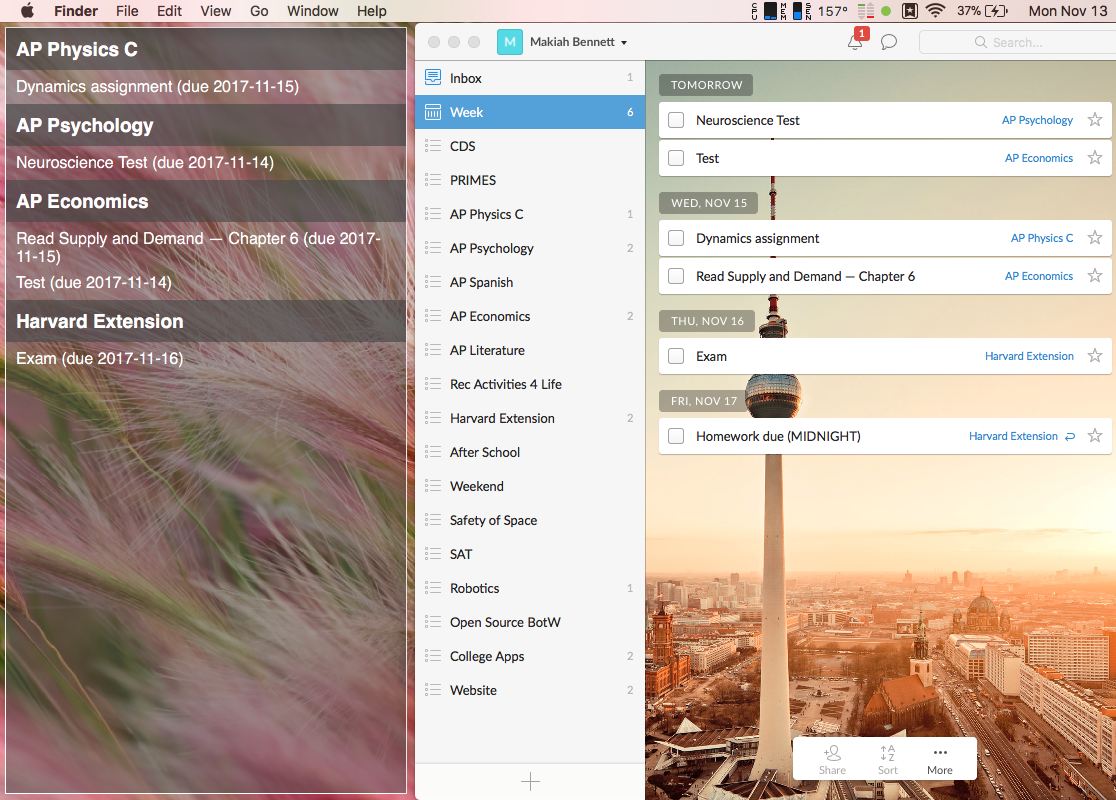 Finder File Edit View Go Window Help
CPU MEM SEN 157° 37% Mon Nov 13
AP Physics C
Dynamics assignment (due 2017-11-15)
AP Psychology
Neuroscience Test (due 2017-11-14)
AP Economics
Read Supply and Demand — Chapter 6 (due 2017-
11-15)
Test (due 2017-11-14)
Harvard Extension
Exam (due 2017-11-16)
M Makiah Bennett
1
Search...
Inbox 1
Week 6
CDS
PRIMES
AP Physics C 1
AP Psychology 2
AP Spanish
AP Economics 2
AP Literature
Rec Activities 4 Life
Harvard Extension 2
After School
Weekend
Safety of Space
SAT
Robotics 1
Open Source BotW
College Apps 2
Website 2
TOMORROW
Neuroscience Test AP Psychology
Test AP Economics
WED, NOV 15
Dynamics assignment AP Physics C
Read Supply and Demand — Chapter 6 AP Economics
THU, NOV 16
Exam Harvard Extension
FRI, NOV 17
Homework due (MIDNIGHT) Harvard Extension
A
Z
Share Sort More